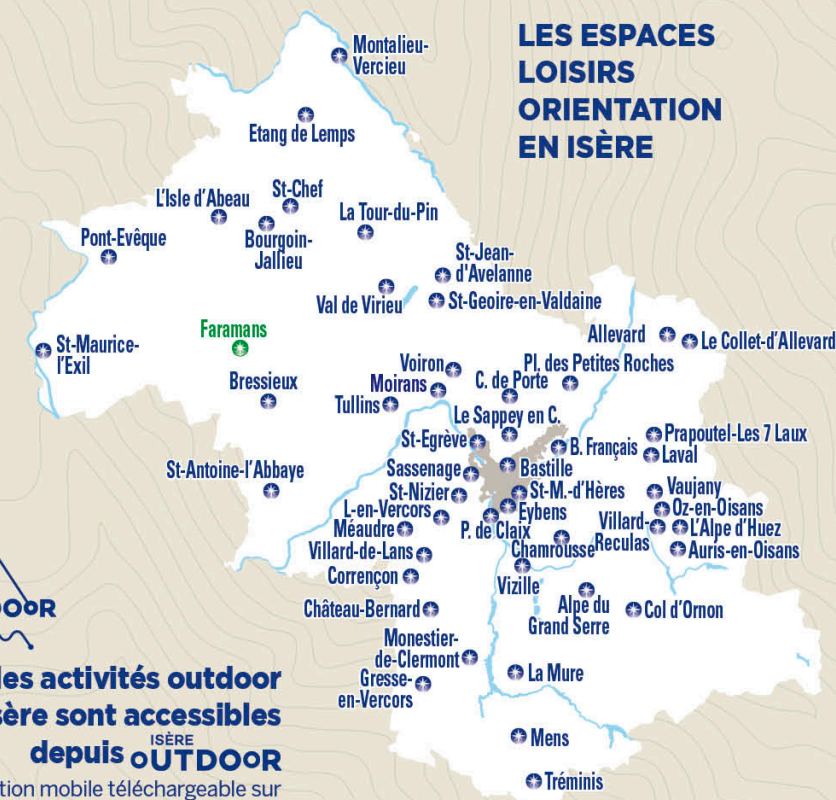 LES ESPACES
LOISIRS
ORIENTATION
EN ISÈRE
Montalieu-
Vercieu
Etang de Lemps
L'Isle d'Abeau
St-Chef
Bourgoin-
Jallieu
La Tour-du-Pin
Pont-Evêque
St-Jean-
d'Avelanne
Val de Virieu
St-Geoire-en-Valdaine
Faramans
St-Maurice-
l'Exil
Bressieux
Allevard
Le Collet-d'Allevard
Voiron
Pl. des Petites Roches
Moirans
C. de Porte
Tullins
Le Sappey en C.
St-Egrève
B. Français
Prapoutel-Les 7 Laux
Laval
St-Antoine-l'Abbaye
Sassenage
Bastille
St-Nizier
St-M.-d'Hères
Vaujany
L-en-Vercors
Eybens
Oz-en-Oisans
Méaudre
P. de Claix
Villard-
Reculas
L'Alpe d'Huez
Villard-de-Lans
Chamrousse
Auris-en-Oisans
Corrençon
Vizille
Château-Bernard
Alpe du
Grand Serre
Col d'Ornon
Monestier-
de-Clermont
Gresse-
en-Vercors
La Mure
Mens
Tréminis
DOOR
les activités outdoor
sère sont accessibles
depuis ISÈRE
OUTDOOR
tion mobile téléchargeable sur